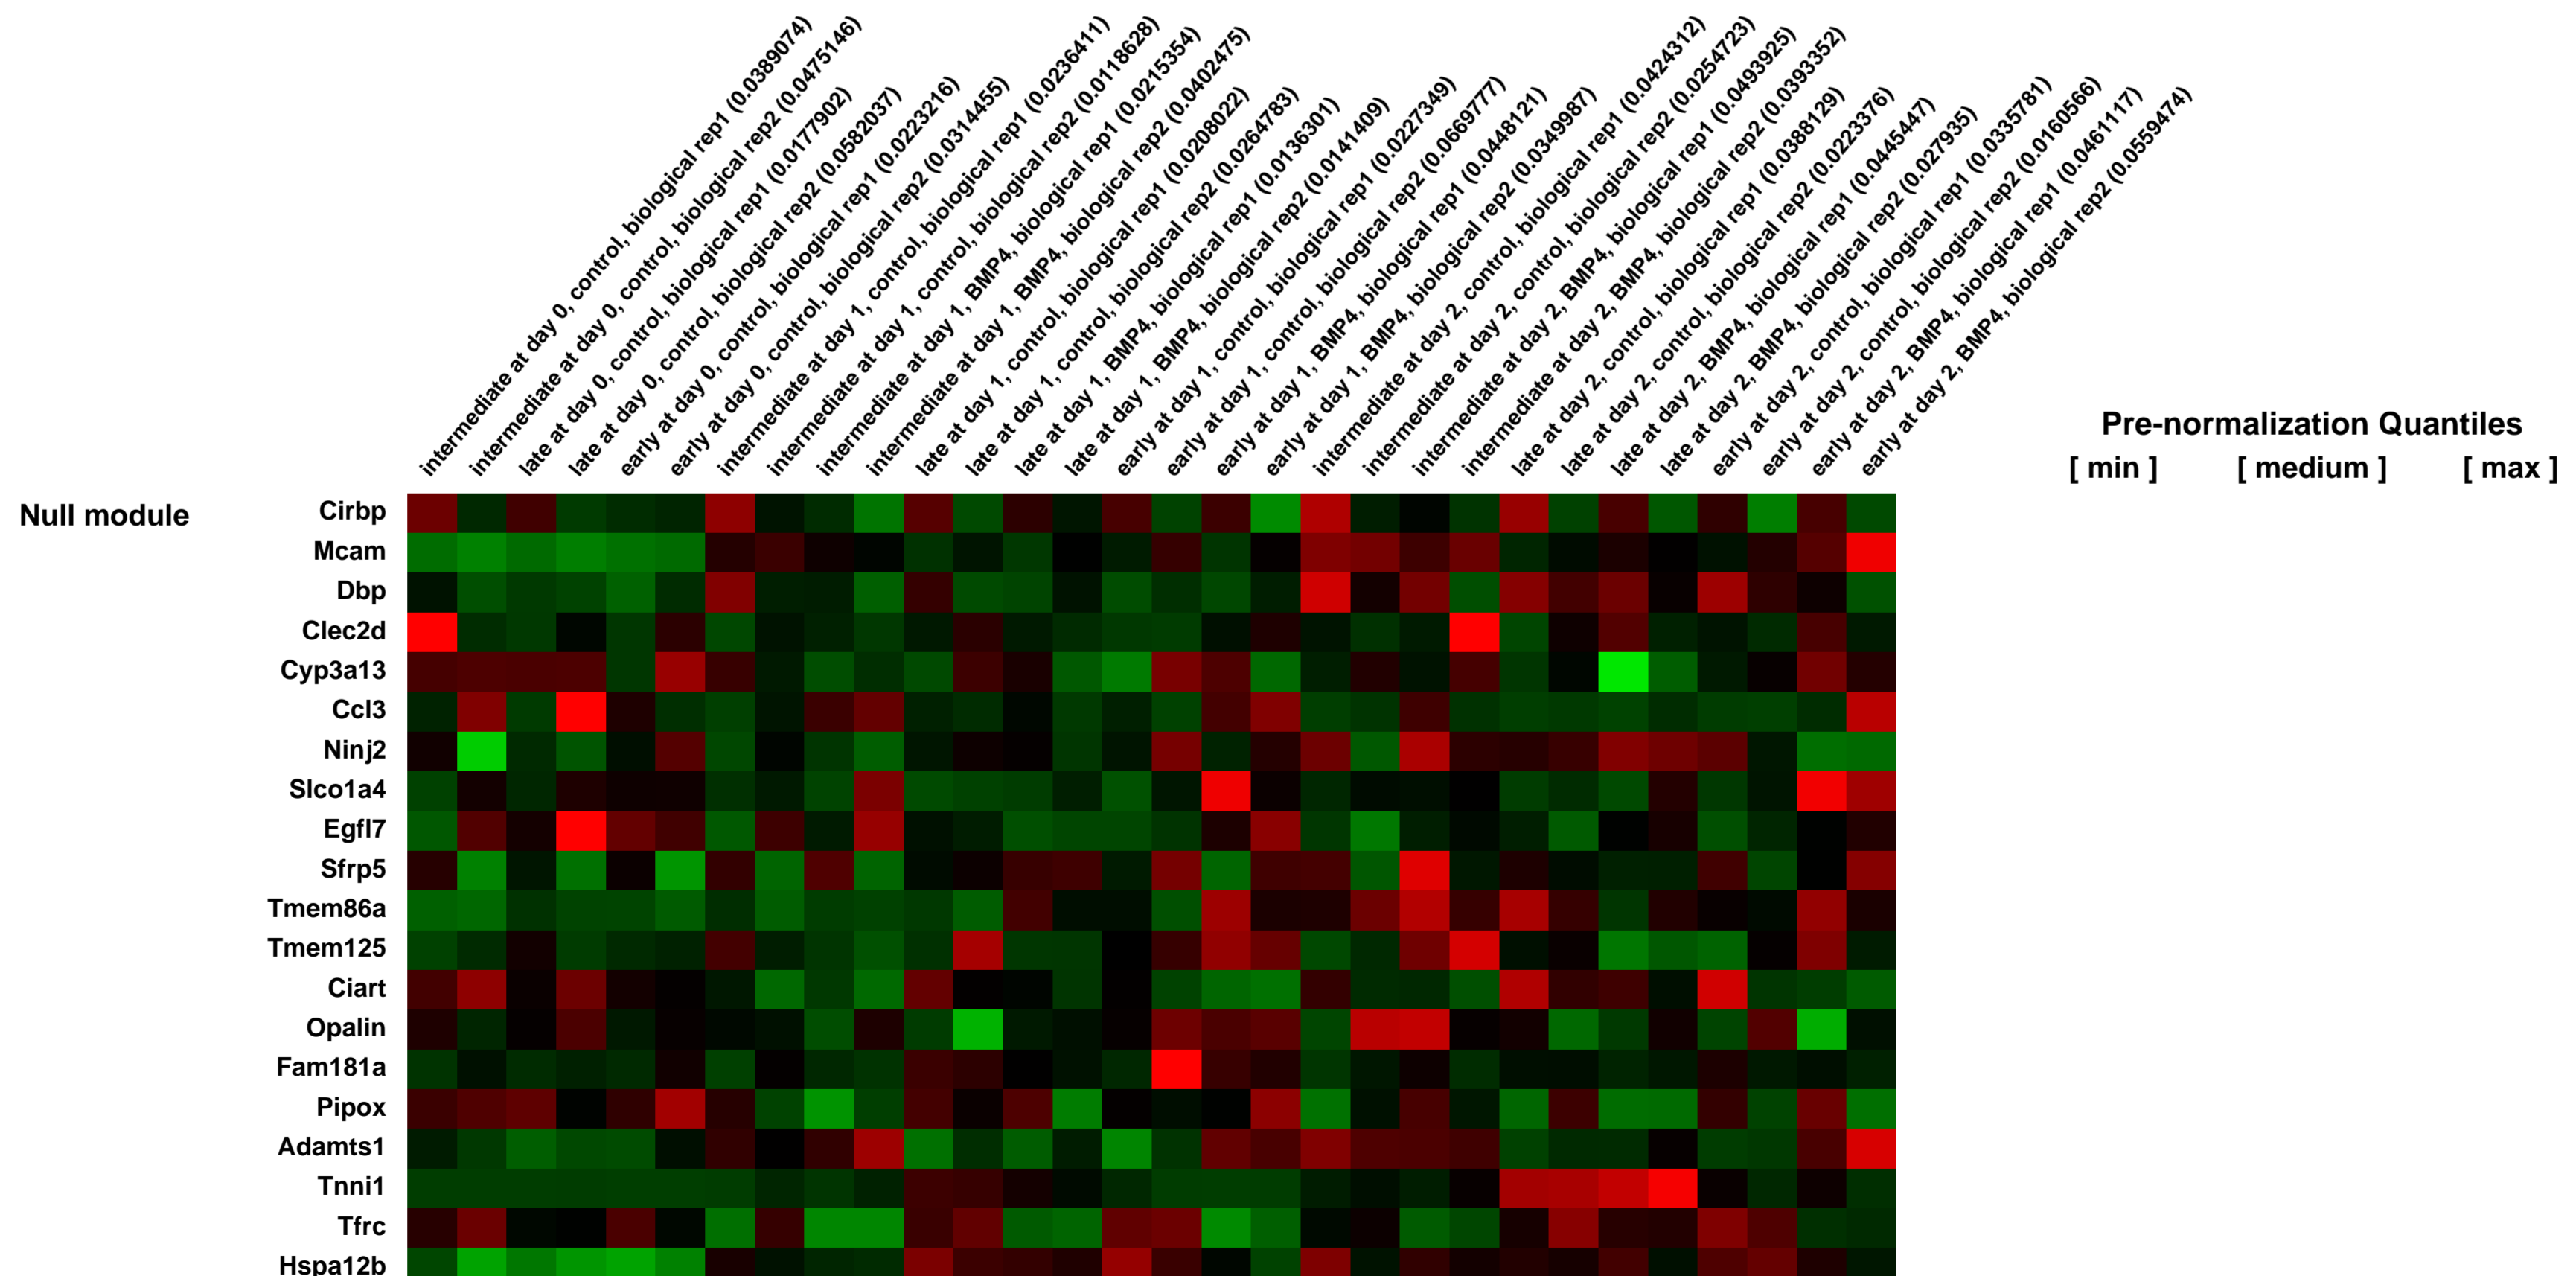 intermediate at day 0, control, biological rep1 (0.0389074)
intermediate at day 0, control, biological rep2 (0.0475146)
late at day 0, control, biological rep1 (0.0177902)
late at day 0, control, biological rep2 (0.0582037)
early at day 0, control, biological rep1 (0.0223216)
early at day 0, control, biological rep2 (0.0314455)
intermediate at day 1, control, biological rep1 (0.0236411)
intermediate at day 1, control, biological rep2 (0.0118628)
intermediate at day 1, BMP4, biological rep1 (0.0215354)
intermediate at day 1, BMP4, biological rep2 (0.0402475)
late at day 1, control, biological rep1 (0.0208022)
late at day 1, control, biological rep2 (0.0264783)
late at day 1, BMP4, biological rep1 (0.0136301)
late at day 1, BMP4, biological rep2 (0.0141409)
early at day 1, control, biological rep1 (0.0227349)
early at day 1, control, biological rep2 (0.0669777)
early at day 1, BMP4, biological rep1 (0.0448121)
early at day 1, BMP4, biological rep2 (0.0349987)
intermediate at day 2, control, biological rep1 (0.0424312)
intermediate at day 2, control, biological rep2 (0.0254723)
intermediate at day 2, BMP4, biological rep1 (0.0493925)
intermediate at day 2, BMP4, biological rep2 (0.0393352)
late at day 2, control, biological rep1 (0.0388129)
late at day 2, control, biological rep2 (0.022376)
late at day 2, BMP4, biological rep1 (0.0445447)
late at day 2, BMP4, biological rep2 (0.027935)
early at day 2, control, biological rep1 (0.0335781)
early at day 2, control, biological rep2 (0.0160566)
early at day 2, BMP4, biological rep1 (0.0461117)
early at day 2, BMP4, biological rep2 (0.0559474)
Pre-normalization Quantiles
[ min ] [ medium ] [ max ]
Null module
Cirbp
Mcam
Dbp
Clec2d
Cyp3a13
Ccl3
Ninj2
Slco1a4
Egfl7
Sfrp5
Tmem86a
Tmem125
Ciart
Opalin
Fam181a
Pipox
Adamts1
Tnni1
Tfrc
Hspa12b